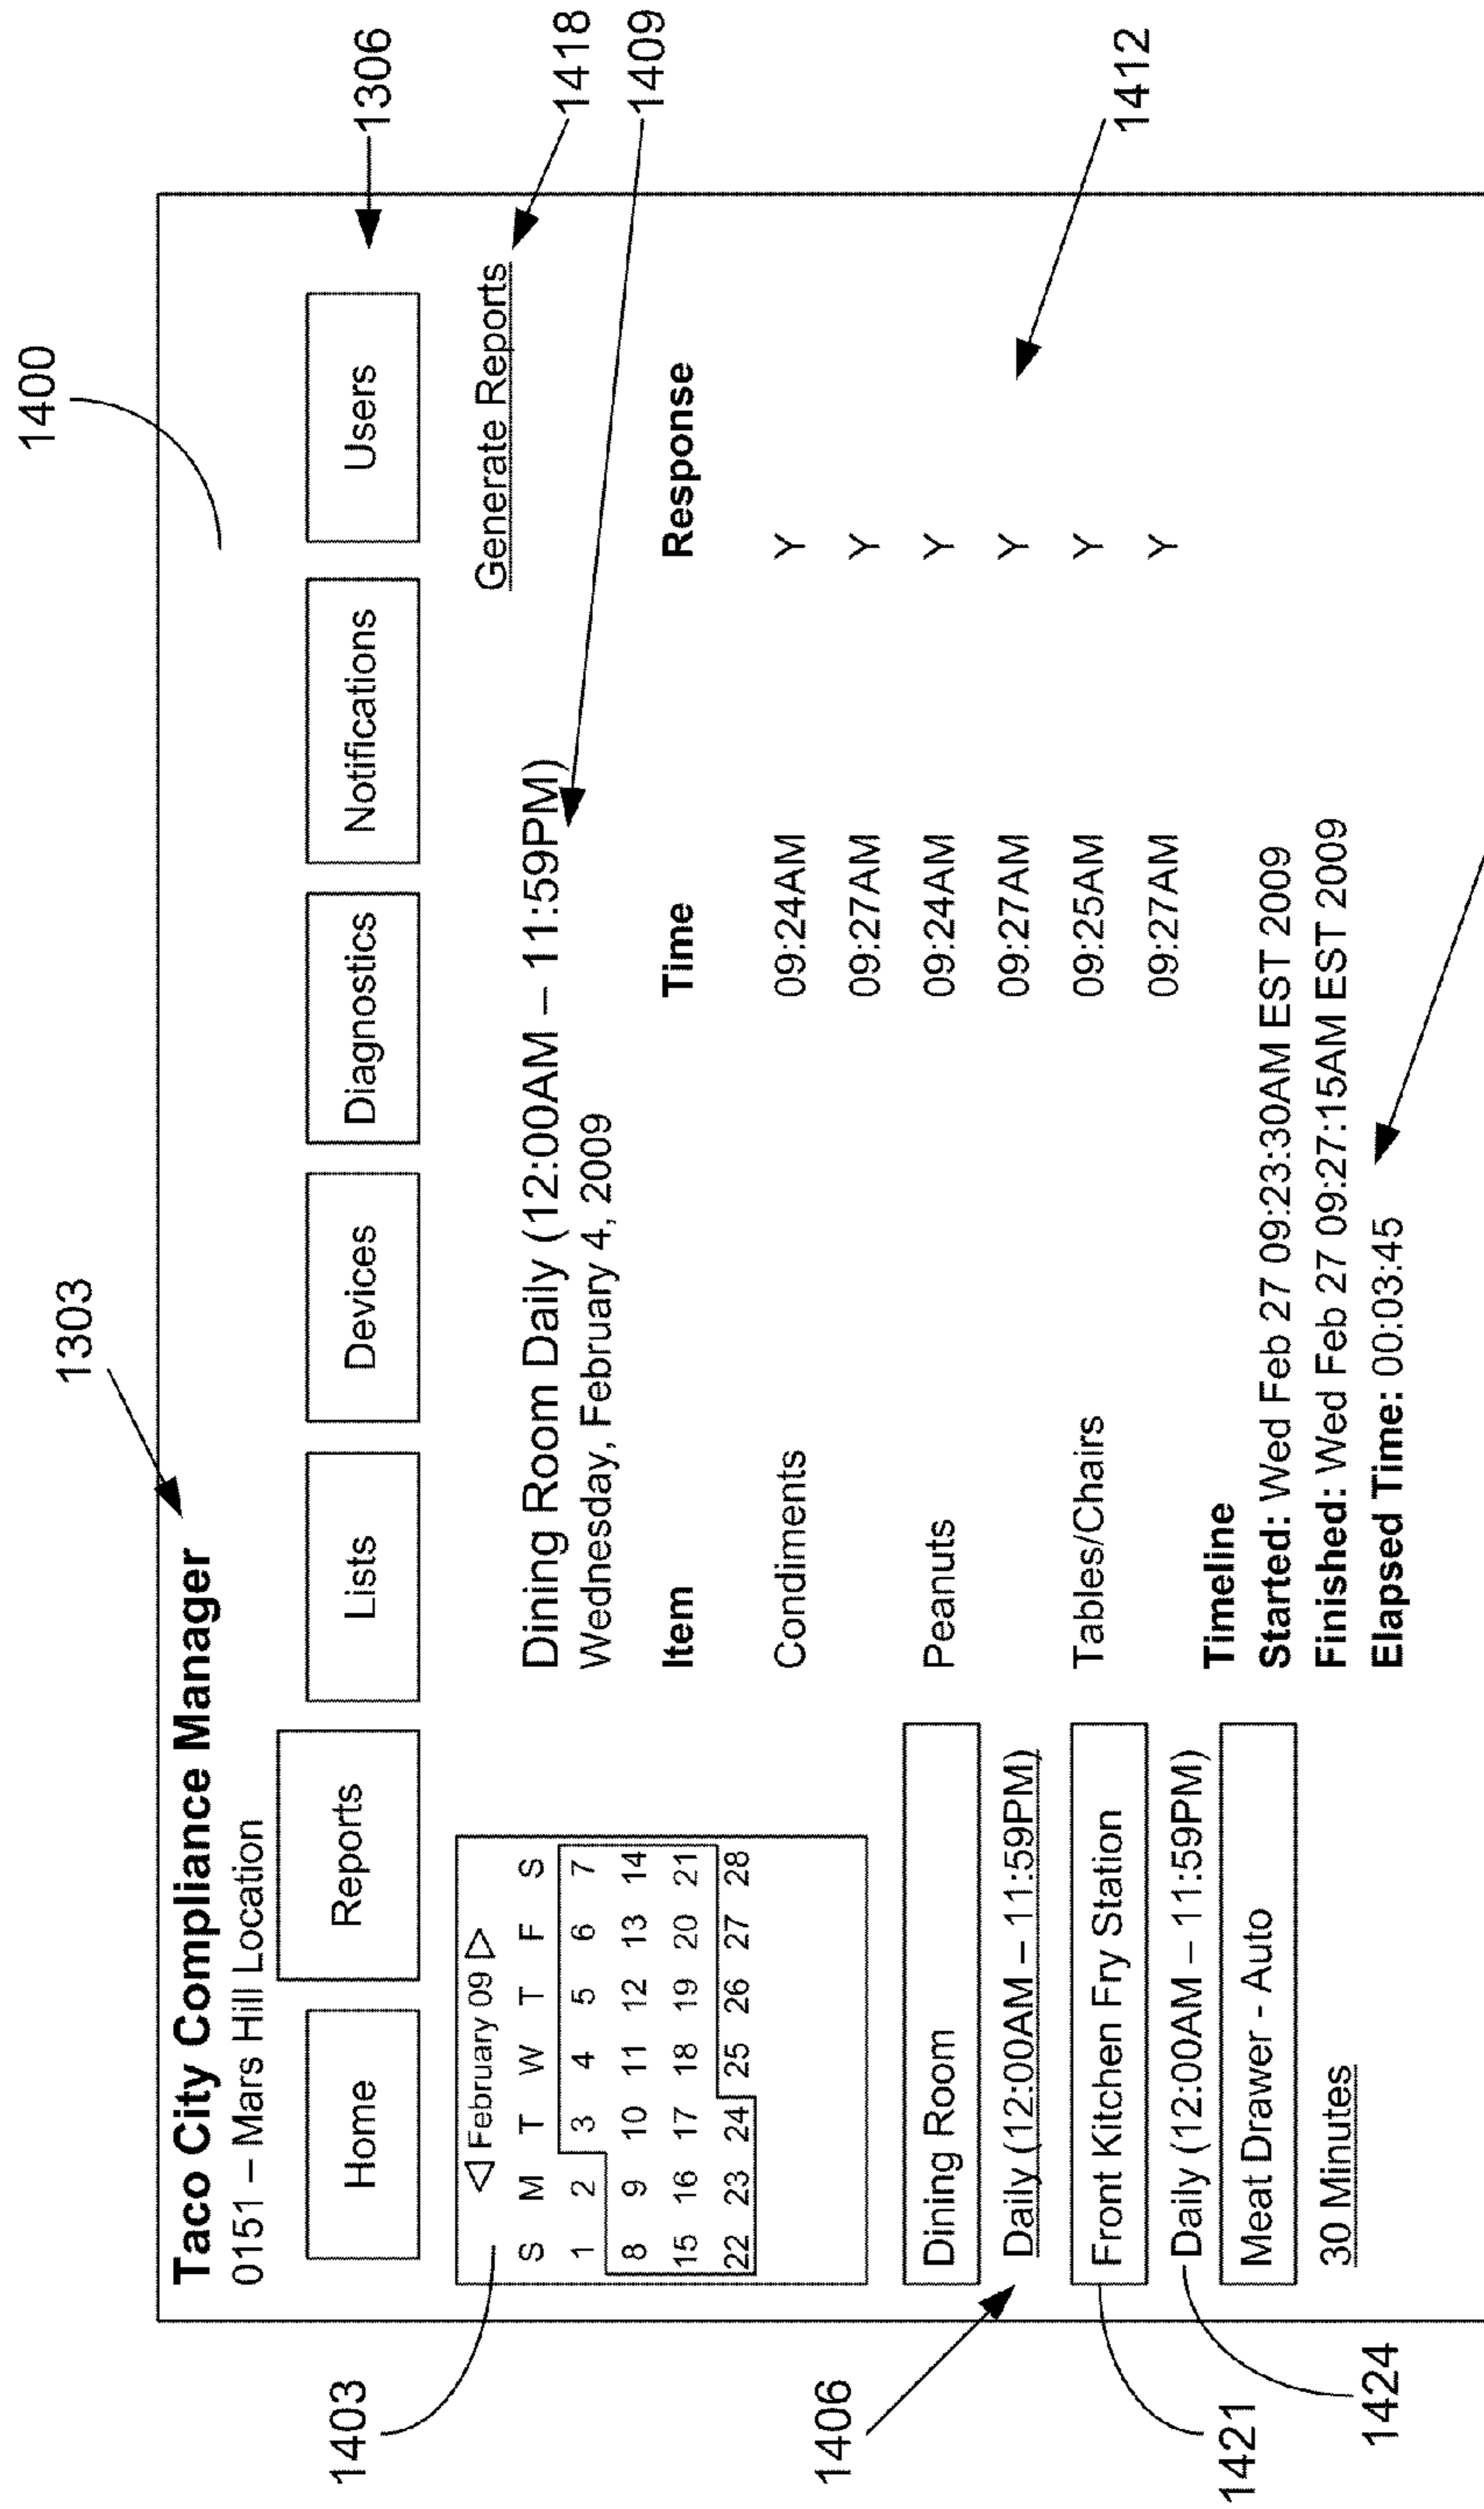 1400
1303
Taco City Compliance Manager
0151 – Mars Hill Location
Home
Reports
Lists
Devices
Diagnostics
Notifications
Users
1306
1403
February 09
S M T W T F S
1 2 3 4 5 6 7
8 9 10 11 12 13 14
15 16 17 18 19 20 21
22 23 24 25 26 27 28
Generate Reports
1418
Dining Room Daily (12:00AM – 11:59PM)
1409
Wednesday, February 4, 2009
Item Time Response
Condiments 09:24AM Y
09:27AM Y
Peanuts 09:24AM Y
09:27AM Y
Tables/Chairs 09:25AM Y
09:27AM Y
1412
1406
Dining Room
Daily (12:00AM – 11:59PM)
1421
Front Kitchen Fry Station
1424
Daily (12:00AM – 11:59PM)
Meat Drawer - Auto
30 Minutes
Timeline
Started: Wed Feb 27 09:23:30AM EST 2009
Finished: Wed Feb 27 09:27:15AM EST 2009
Elapsed Time: 00:03:45